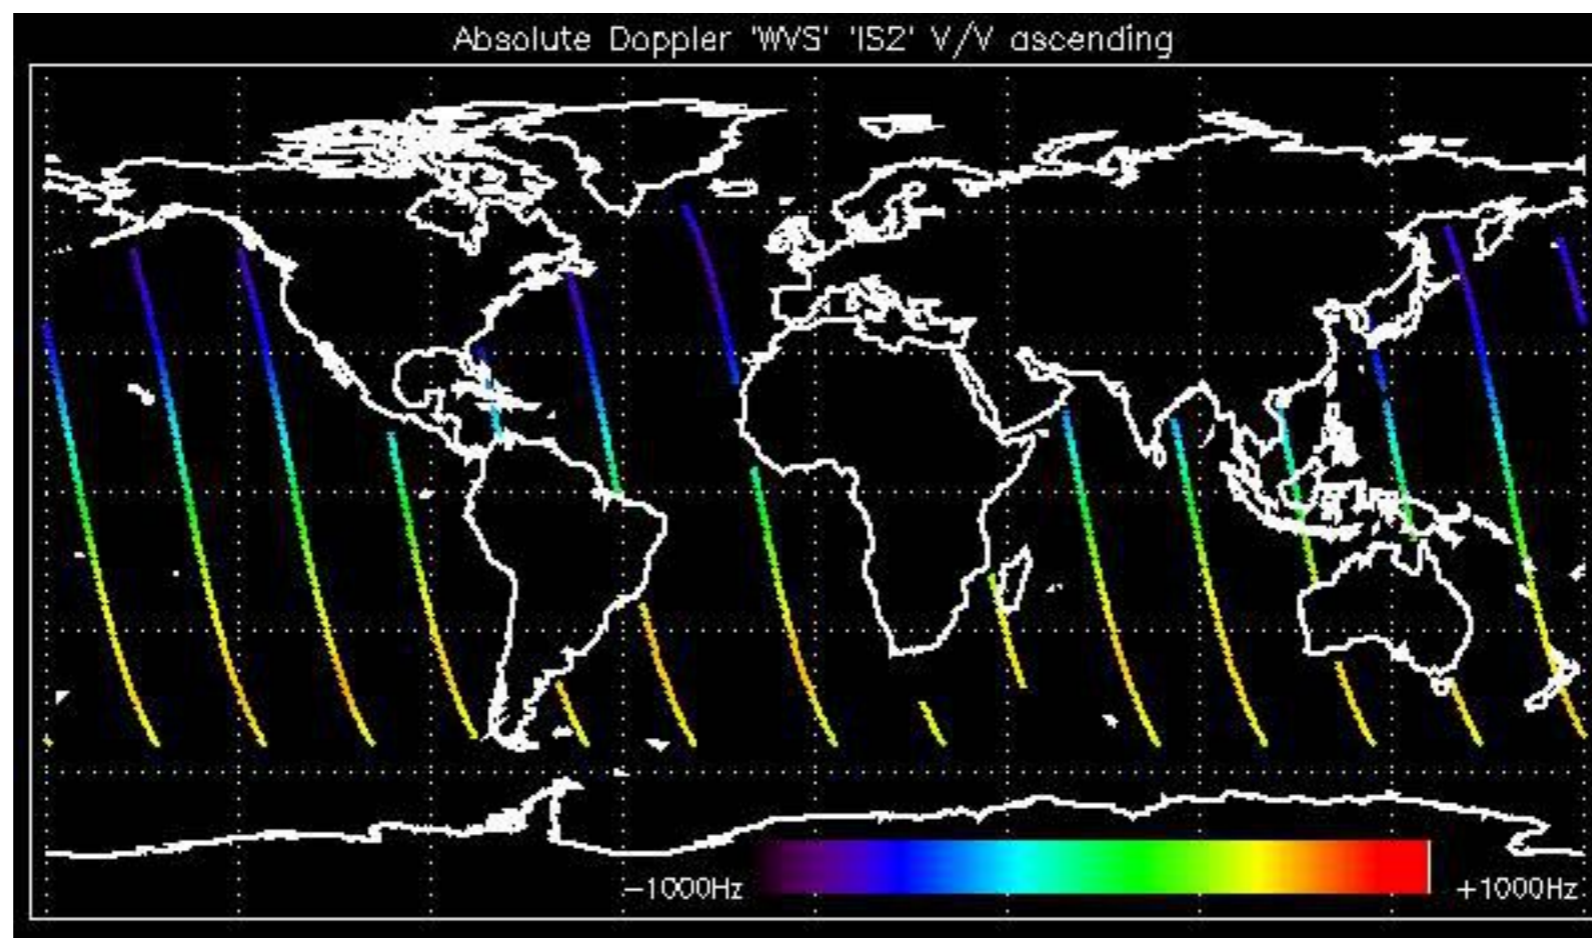 Absolute Doppler 'WVS' 'IS2' V/V ascending
−1000Hz
+1000Hz